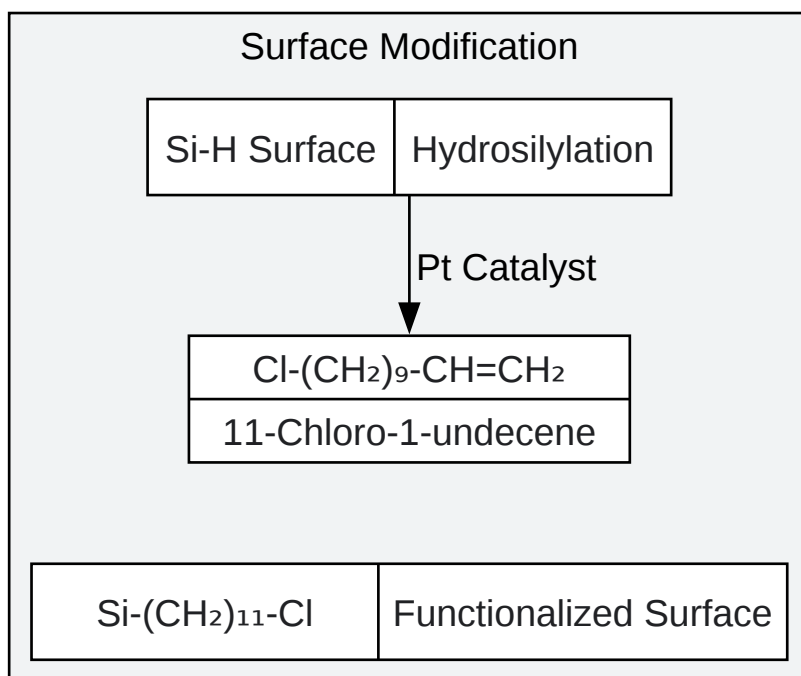 Surface Modification
Si-H Surface
Hydrosilylation
Pt Catalyst
Cl-(CH₂)₉-CH=CH₂
11-Chloro-1-undecene
Si-(CH₂)₁₁-Cl
Functionalized Surface